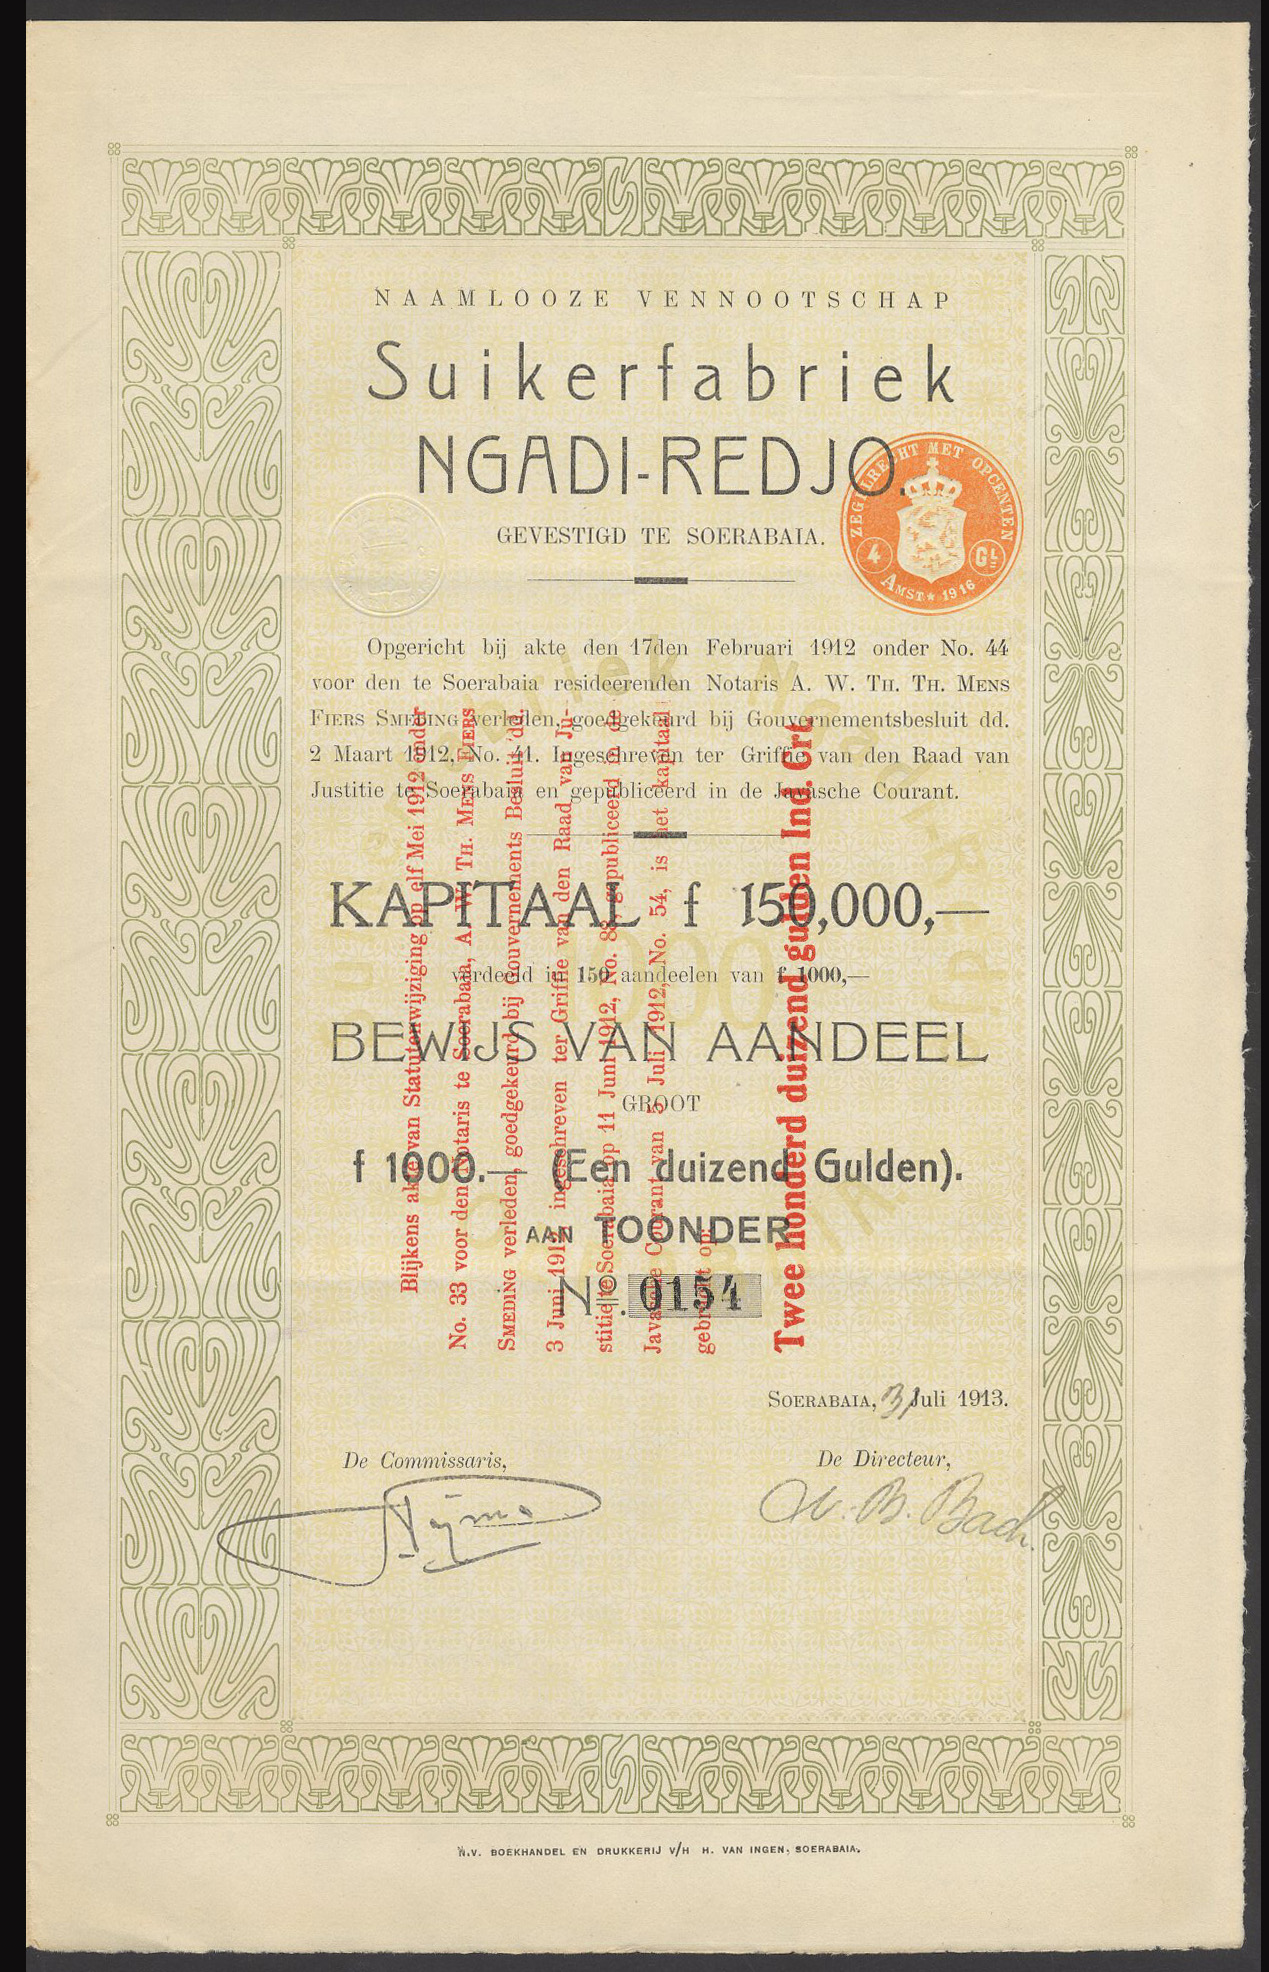 NAAMLOOZE VENNOOTSCHAP
Suikerfabriek
NGADI-REDJO.
GEVESTIGD TE SOERABAIA.
ZEGELRECHT MET OPCENTEN
4 GL
AMST. ★ 1916
Opgericht bij akte den 17den Februari 1912 onder No. 44
voor den te Soerabaia resideerenden Notaris A. W. TH. TH. MENS
FIERS SMEDING verleden, goedgekeurd bij Gouvernementsbesluit dd.
2 Maart 1912, No. 41. Ingeschreven ter Griffie van den Raad van
Justitie te Soerabaia en gepubliceerd in de Javasche Courant.
KAPITAAL f 150,000,—
verdeeld in 150 aandeelen van f 1000,—
BEWIJS VAN AANDEEL
GROOT
f 1000.— (Een duizend Gulden).
AAN TOONDER
No. 0154
SOERABAIA, 3 Juli 1913.
De Commissaris, De Directeur,
B. Bach.
Blijkens akte van Statutenwijziging op elf Mei 1912 onder
No. 33 voor den Notaris te Soerabaia, A. W. TH. MENS FIERS
SMEDING verleden, goedgekeurd bij Gouvernements Besluit dd.
3 Juni 1912, ingeschreven ter Griffie van den Raad van Ju-
stitie te Soerabaia op 11 Juni 1912, No. 88, gepubliceerd in de
Javasche Courant van 5 Juli 1912, No. 54, is het kapitaal
gebracht op:
Twee honderd duizend gulden Ind. Crt.
1000
N.V. BOEKHANDEL EN DRUKKERIJ V/H H. VAN INGEN, SOERABAIA.